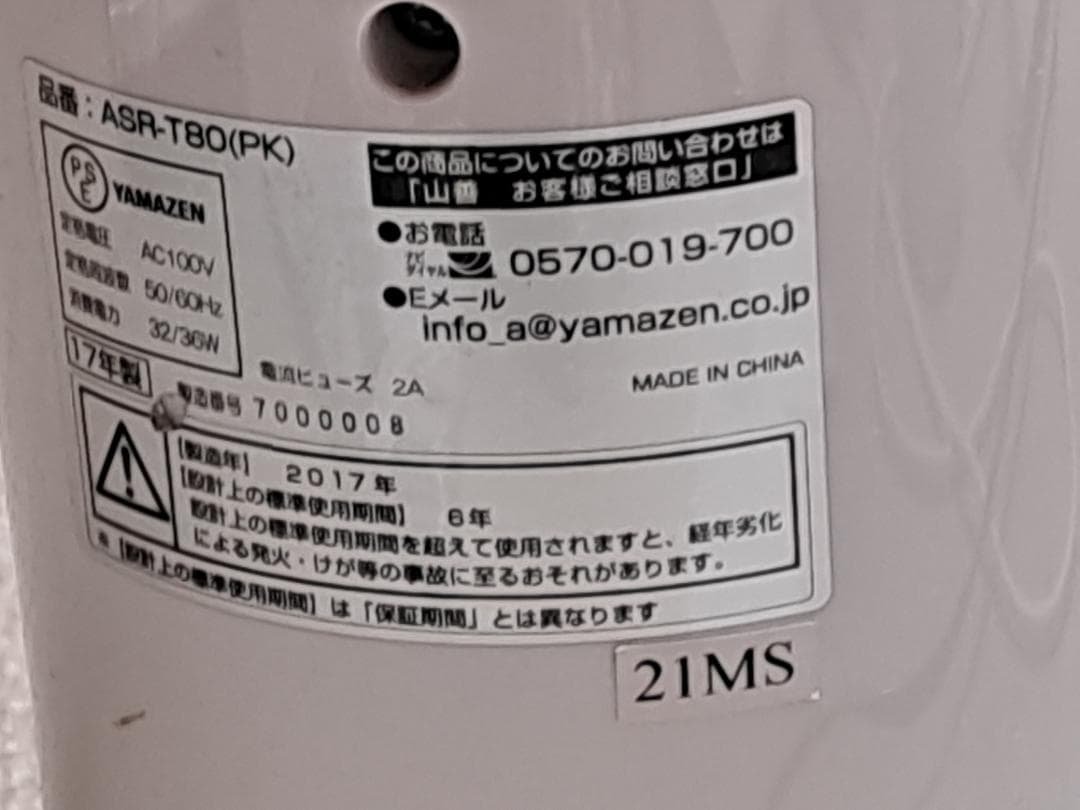 品番：ASR-T80(PK)
PSE YAMAZEN
定格電圧 AC100V
定格周波数 50/60Hz
消費電力 32/36W
この商品についてのお問い合わせは
「山善 お客様ご相談窓口」
●お電話
ナビダイヤル 0570-019-700
●Eメール
info_a@yamazen.co.jp
17年製
電流ヒューズ 2A
MADE IN CHINA
製造番号 7000008
【製造年】 2017年
【設計上の標準使用期間】 6年
設計上の標準使用期間を超えて使用されますと、経年劣化
による発火・けが等の事故に至るおそれがあります。
※【設計上の標準使用期間】は「保証期間」とは異なります
21MS